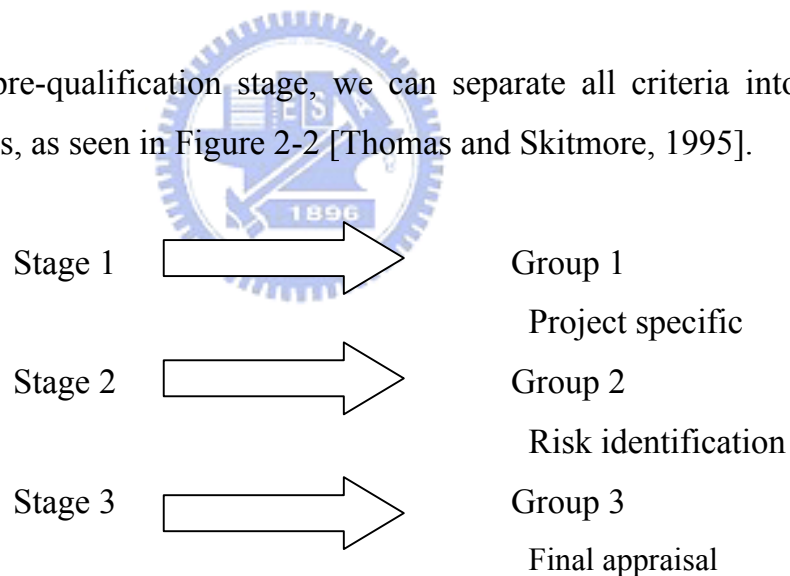 pre-qualification stage, we can separate all criteria into
s, as seen in Figure 2-2 [Thomas and Skitmore, 1995].
E S A
1896
Stage 1 Group 1
Project specific
Stage 2 Group 2
Risk identification
Stage 3 Group 3
Final appraisal